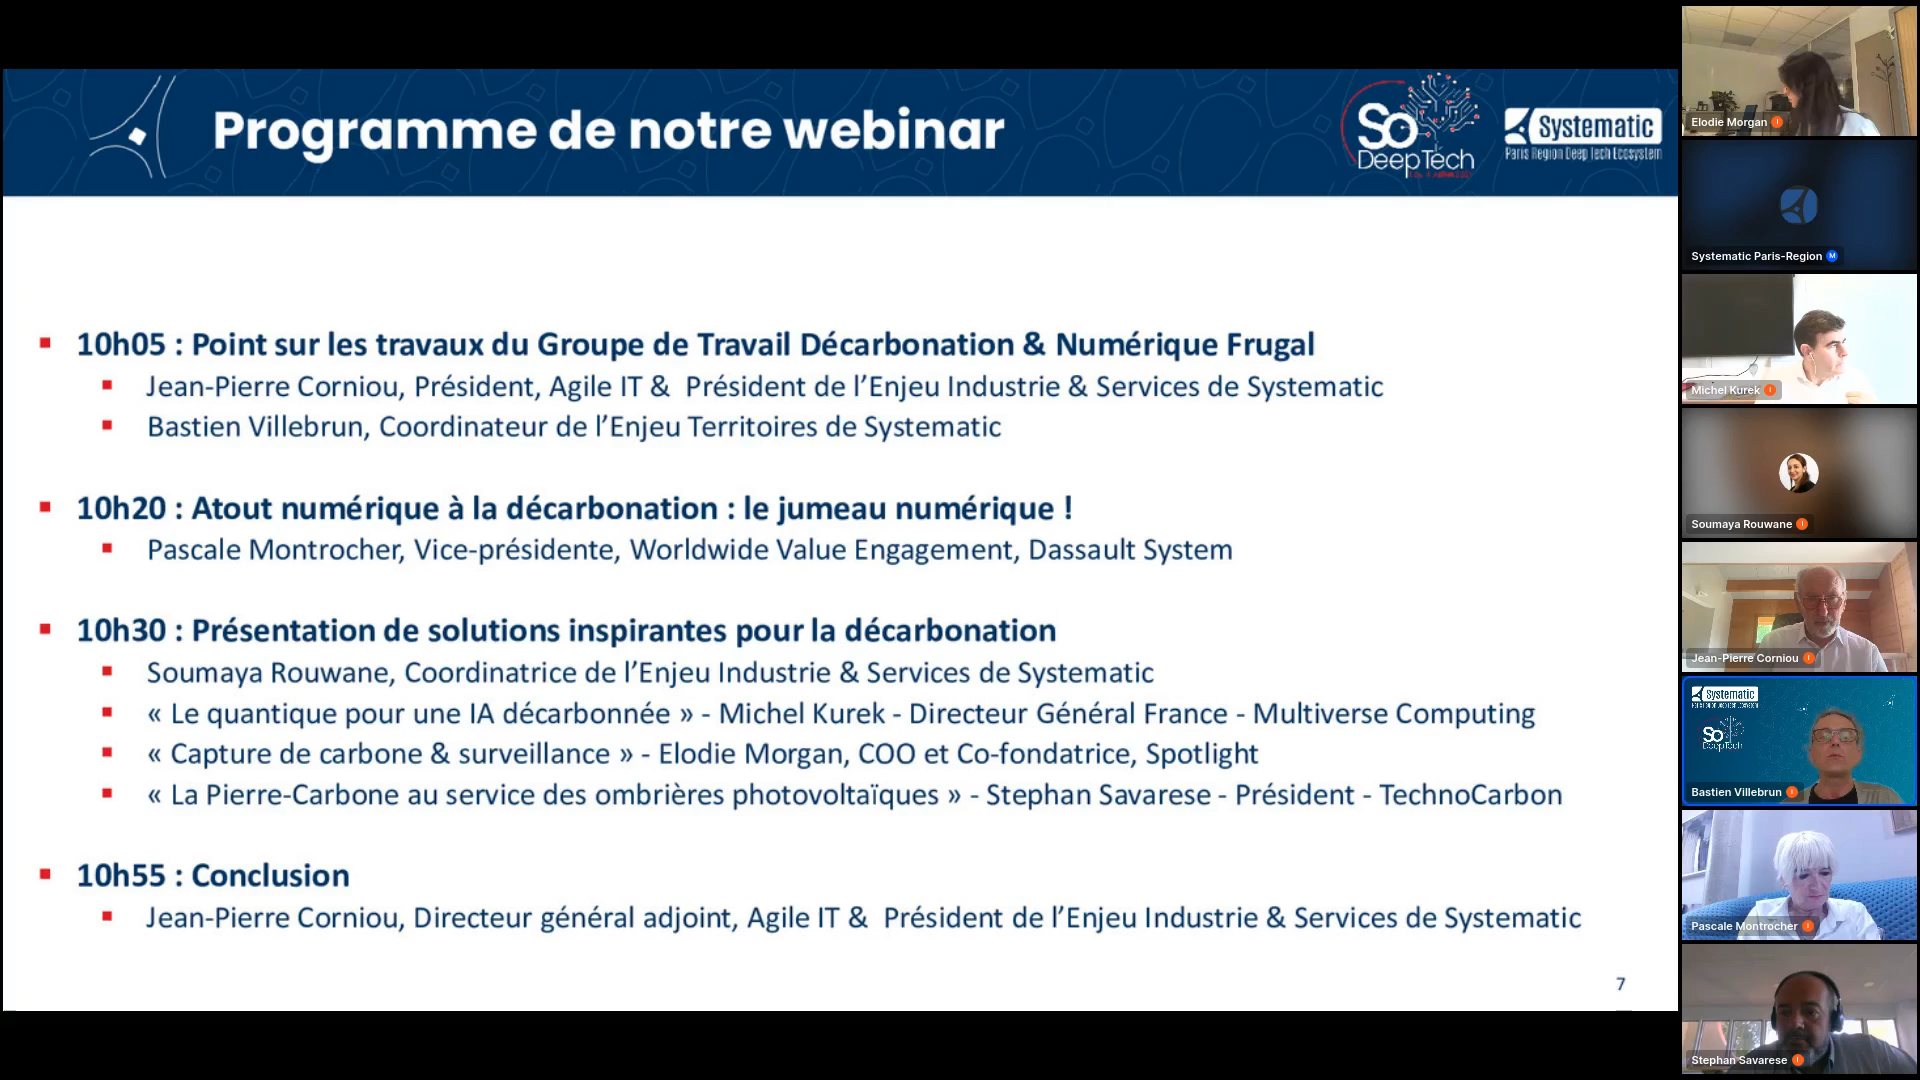 Programme de notre webinar
So
DeepTech
Systematic
Paris Region Deep Tech Ecosystem
10h05 : Point sur les travaux du Groupe de Travail Décarbonation & Numérique Frugal
Jean-Pierre Corniou, Président, Agile IT & Président de l’Enjeu Industrie & Services de Systematic
Bastien Villebrun, Coordinateur de l’Enjeu Territoires de Systematic
10h20 : Atout numérique à la décarbonation : le jumeau numérique !
Pascale Montrocher, Vice-présidente, Worldwide Value Engagement, Dassault System
10h30 : Présentation de solutions inspirantes pour la décarbonation
Soumaya Rouwane, Coordinatrice de l’Enjeu Industrie & Services de Systematic
« Le quantique pour une IA décarbonnée » - Michel Kurek - Directeur Général France - Multiverse Computing
« Capture de carbone & surveillance » - Elodie Morgan, COO et Co-fondatrice, Spotlight
« La Pierre-Carbone au service des ombrières photovoltaïques » - Stephan Savarese - Président - TechnoCarbon
10h55 : Conclusion
Jean-Pierre Corniou, Directeur général adjoint, Agile IT & Président de l’Enjeu Industrie & Services de Systematic
7
Elodie Morgan I
Systematic Paris-Region M
Michel Kurek I
Soumaya Rouwane I
Jean-Pierre Corniou I
Systematic
So
DeepTech
Bastien Villebrun I
Pascale Montrocher I
Stephan Savarese I